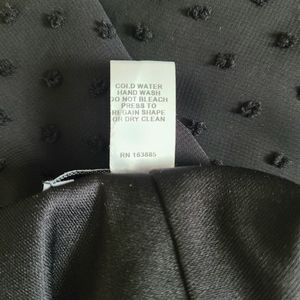 COLD WATER
HAND WASH
DO NOT BLEACH
PRESS TO
REGAIN SHAPE
OR DRY CLEAN
RN 163885